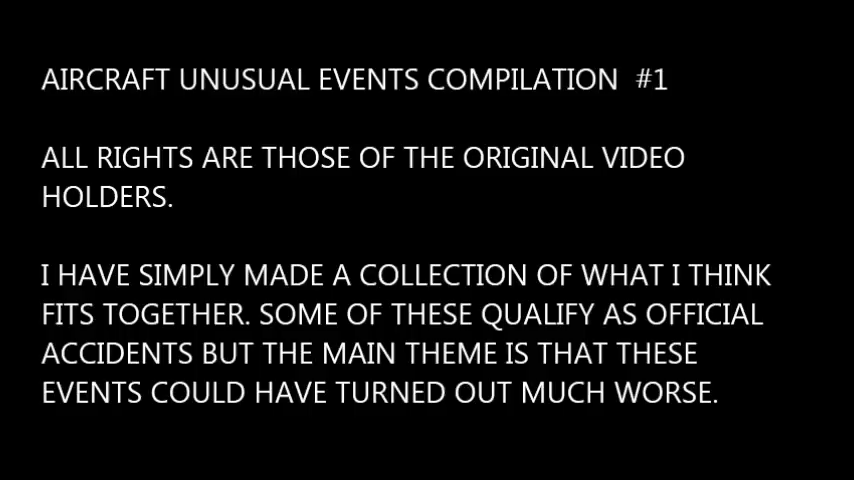 AIRCRAFT UNUSUAL EVENTS COMPILATION #1
ALL RIGHTS ARE THOSE OF THE ORIGINAL VIDEO
HOLDERS.
I HAVE SIMPLY MADE A COLLECTION OF WHAT I THINK
FITS TOGETHER. SOME OF THESE QUALIFY AS OFFICIAL
ACCIDENTS BUT THE MAIN THEME IS THAT THESE
EVENTS COULD HAVE TURNED OUT MUCH WORSE.